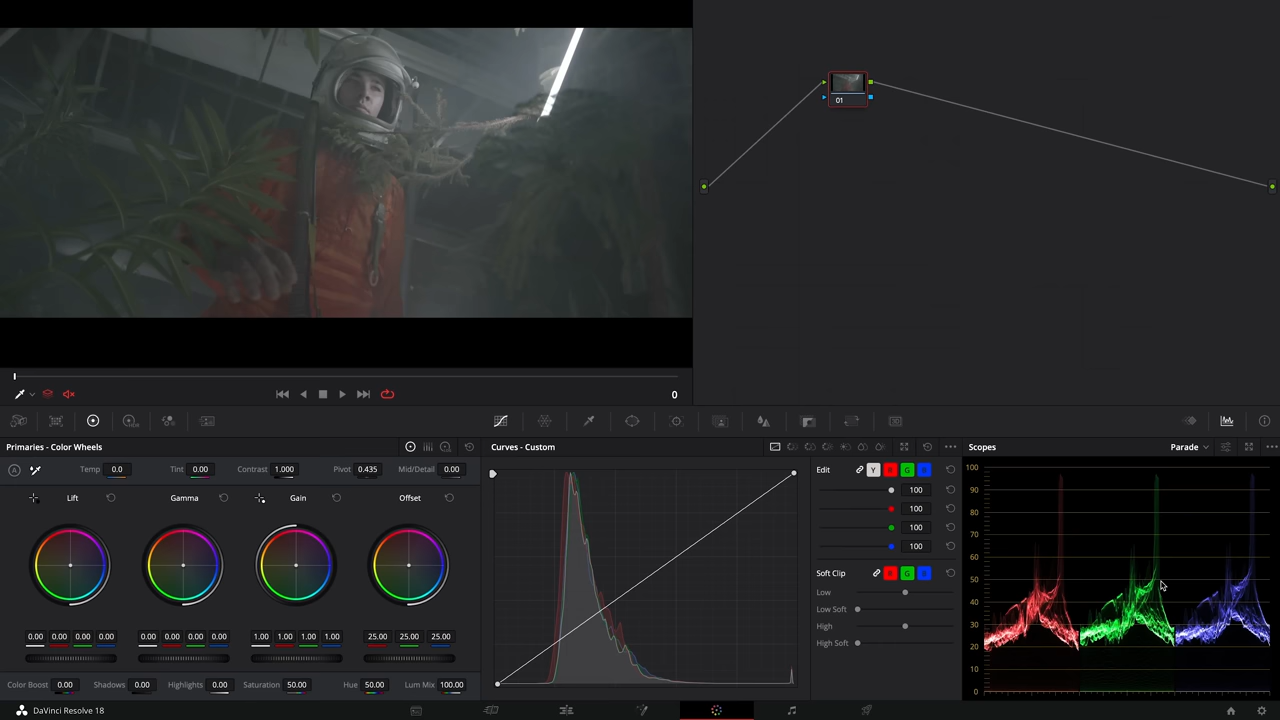 01
0
Primaries - Color Wheels
Temp 0.0 Tint 0.00 Contrast 1.000 Pivot 0.435 Mid/Detail 0.00
A
Lift Gamma Gain Offset
0.00 0.00 0.00 0.00 0.00 0.00 0.00 0.00 1.00 1.00 1.00 1.00 25.00 25.00 25.00
Color Boost 0.00 Shadows 0.00 Highlights 0.00 Saturation 50.00 Hue 50.00 Lum Mix 100.00
Curves - Custom
Edit Y R G B
100
100
100
100
Soft Clip R G B
Low
Low Soft
High
High Soft
Scopes Parade
100
90
80
70
60
50
40
30
20
10
0
DaVinci Resolve 18